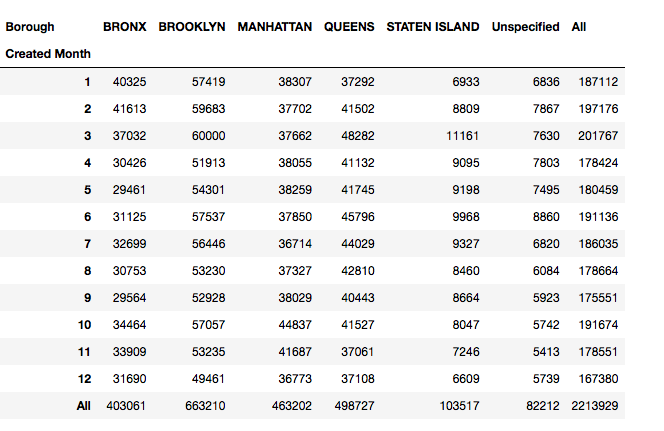 Borough BRONX BROOKLYN MANHATTAN QUEENS STATEN ISLAND Unspecified All
Created Month
1 40325 57419 38307 37292 6933 6836 187112
2 41613 59683 37702 41502 8809 7867 197176
3 37032 60000 37662 48282 11161 7630 201767
4 30426 51913 38055 41132 9095 7803 178424
5 29461 54301 38259 41745 9198 7495 180459
6 31125 57537 37850 45796 9968 8860 191136
7 32699 56446 36714 44029 9327 6820 186035
8 30753 53230 37327 42810 8460 6084 178664
9 29564 52928 38029 40443 8664 5923 175551
10 34464 57057 44837 41527 8047 5742 191674
11 33909 53235 41687 37061 7246 5413 178551
12 31690 49461 36773 37108 6609 5739 167380
All 403061 663210 463202 498727 103517 82212 2213929